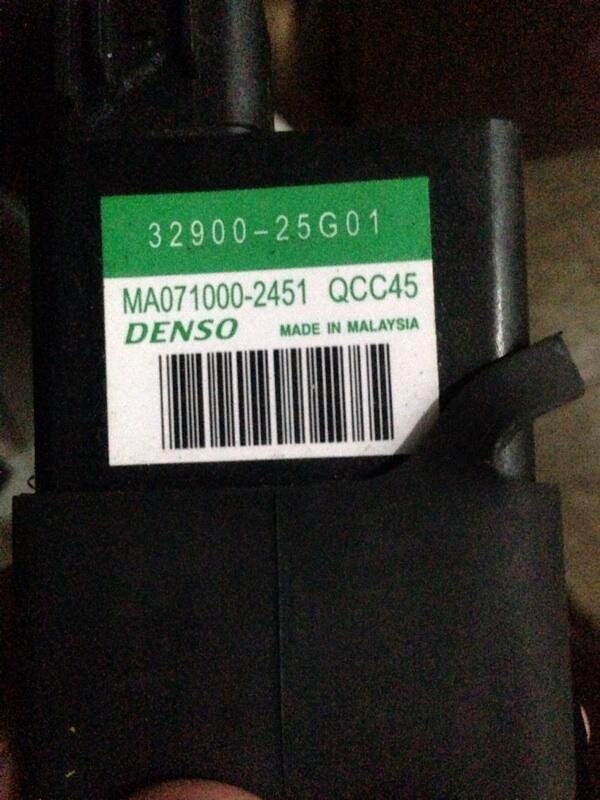 32900-25G01
MA071000-2451 QCC45
DENSO MADE IN MALAYSIA